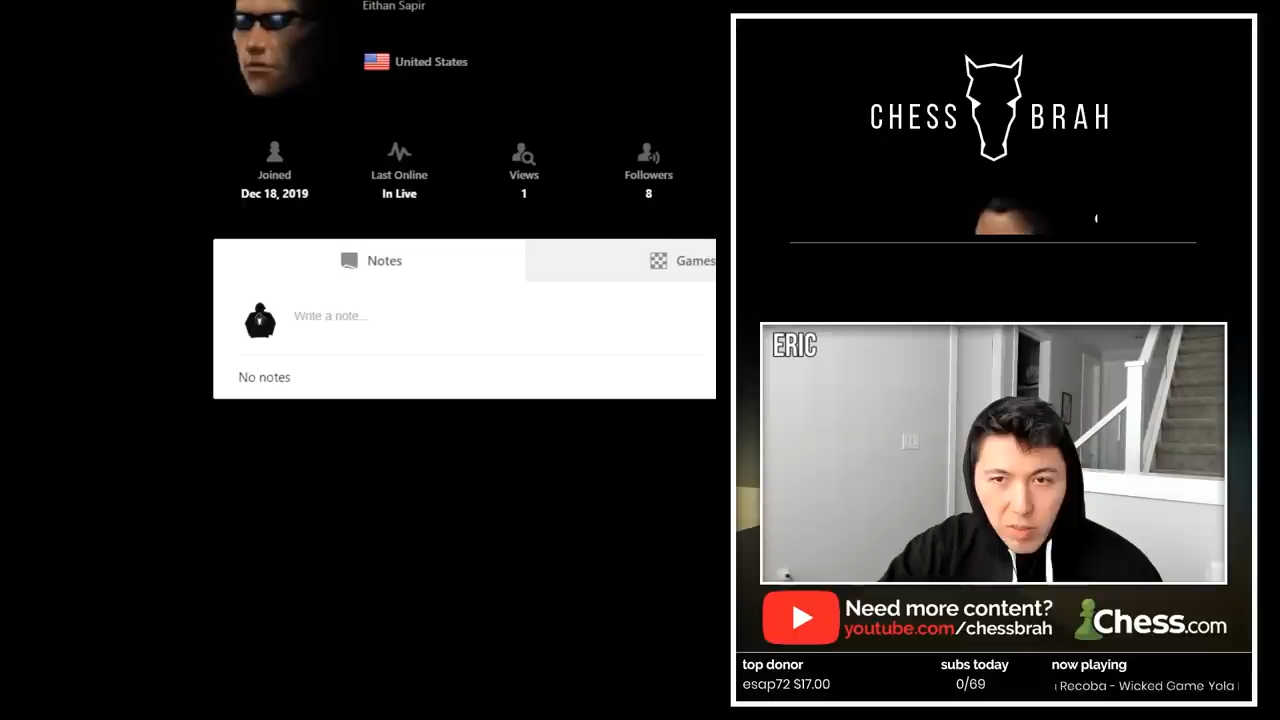 Eithan Sapir
United States
Joined
Dec 18, 2019
Last Online
In Live
Views
1
Followers
8
Notes
Games
Write a note...
No notes
CHESS BRAH
ERIC
Need more content?
youtube.com/chessbrah
Chess.com
top donor
esap72 $17.00
subs today
0/69
now playing
Recoba - Wicked Game Yola